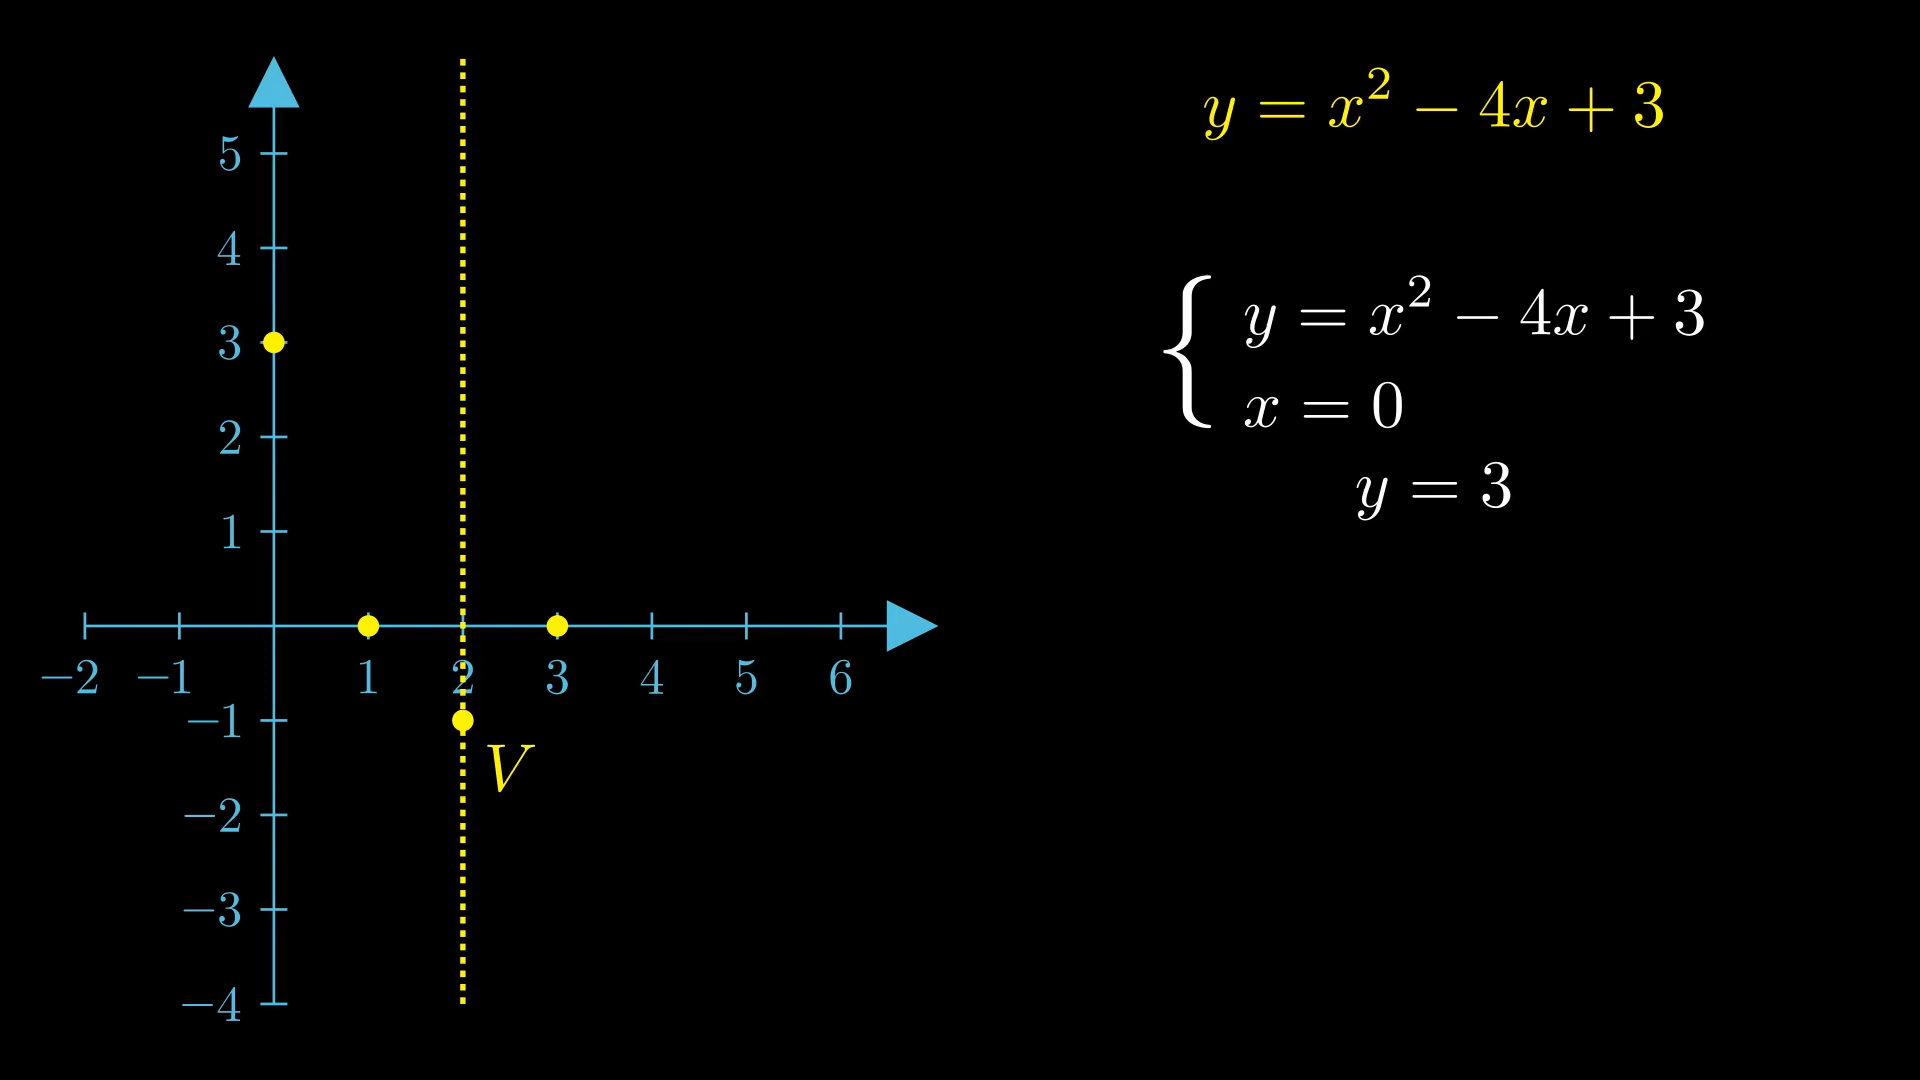 y = x² − 4x + 3
{ y = x² − 4x + 3
x = 0
y = 3
5
4
3
2
1
−2 −1 1 2 3 4 5 6
−1
V
−2
−3
−4